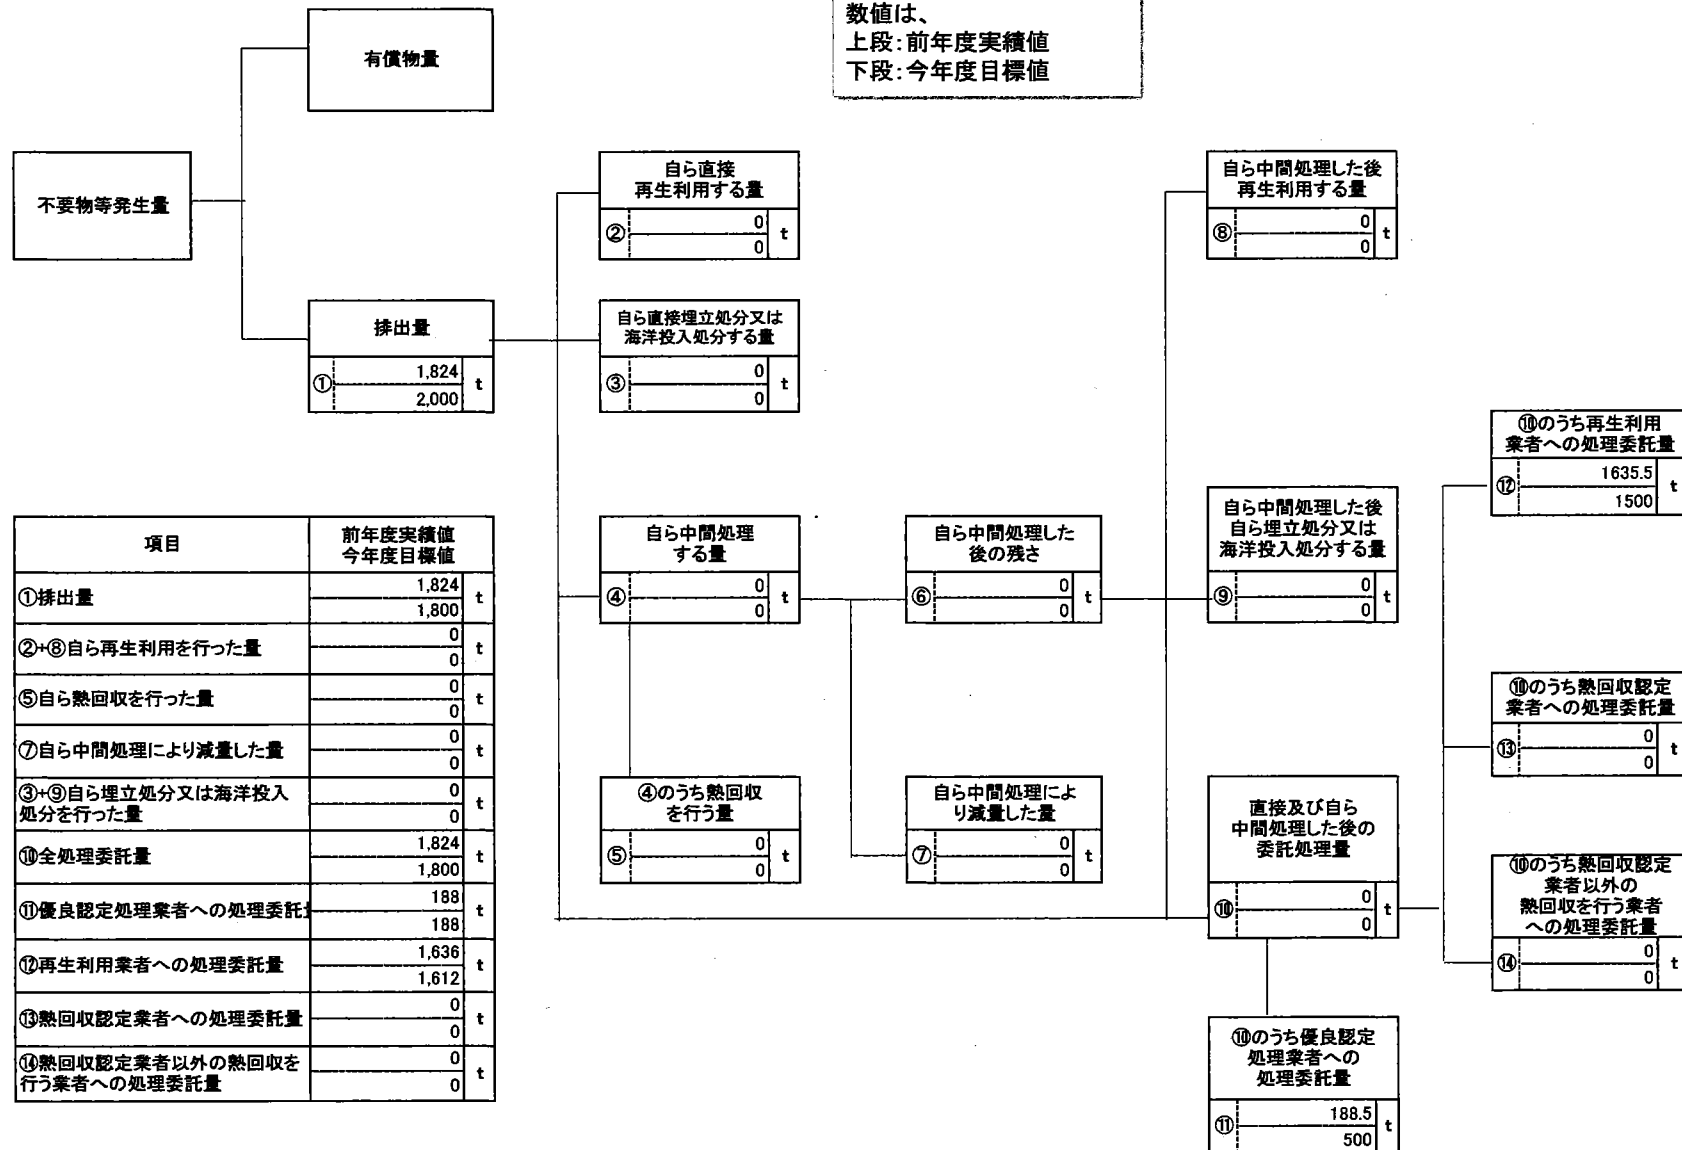 数値は、
上段：前年度実績値
下段：今年度目標値
有償物量
不要物等発生量
排出量
① 1,824 t
2,000
自ら直接
再生利用する量
② 0 t
0
自ら直接埋立処分又は
海洋投入処分する量
③ 0 t
0
自ら中間処理
する量
④ 0 t
0
④のうち熱回収
を行う量
⑤ 0 t
0
自ら中間処理した
後の残さ
⑥ 0 t
0
自ら中間処理によ
り減量した量
⑦ 0 t
0
自ら中間処理した後
再生利用する量
⑧ 0 t
0
自ら中間処理した後
自ら埋立処分又は
海洋投入処分する量
⑨ 0 t
0
直接及び自ら
中間処理した後の
委託処理量
⑩ 0 t
0
⑩のうち優良認定
処理業者への
処理委託量
⑪ 188.5 t
500
⑩のうち再生利用
業者への処理委託量
⑫ 1635.5 t
1500
⑩のうち熱回収認定
業者への処理委託量
⑬ 0 t
0
⑩のうち熱回収認定
業者以外の
熱回収を行う業者
への処理委託量
⑭ 0 t
0
項目 前年度実績値
今年度目標値
①排出量 1,824 t
1,800
②+⑧自ら再生利用を行った量 0 t
0
⑤自ら熱回収を行った量 0 t
0
⑦自ら中間処理により減量した量 0 t
0
③+⑨自ら埋立処分又は海洋投入
処分を行った量 0 t
0
⑩全処理委託量 1,824 t
1,800
⑪優良認定処理業者への処理委託 188 t
188
⑫再生利用業者への処理委託量 1,636 t
1,612
⑬熱回収認定業者への処理委託量 0 t
0
⑭熱回収認定業者以外の熱回収を
行う業者への処理委託量 0 t
0